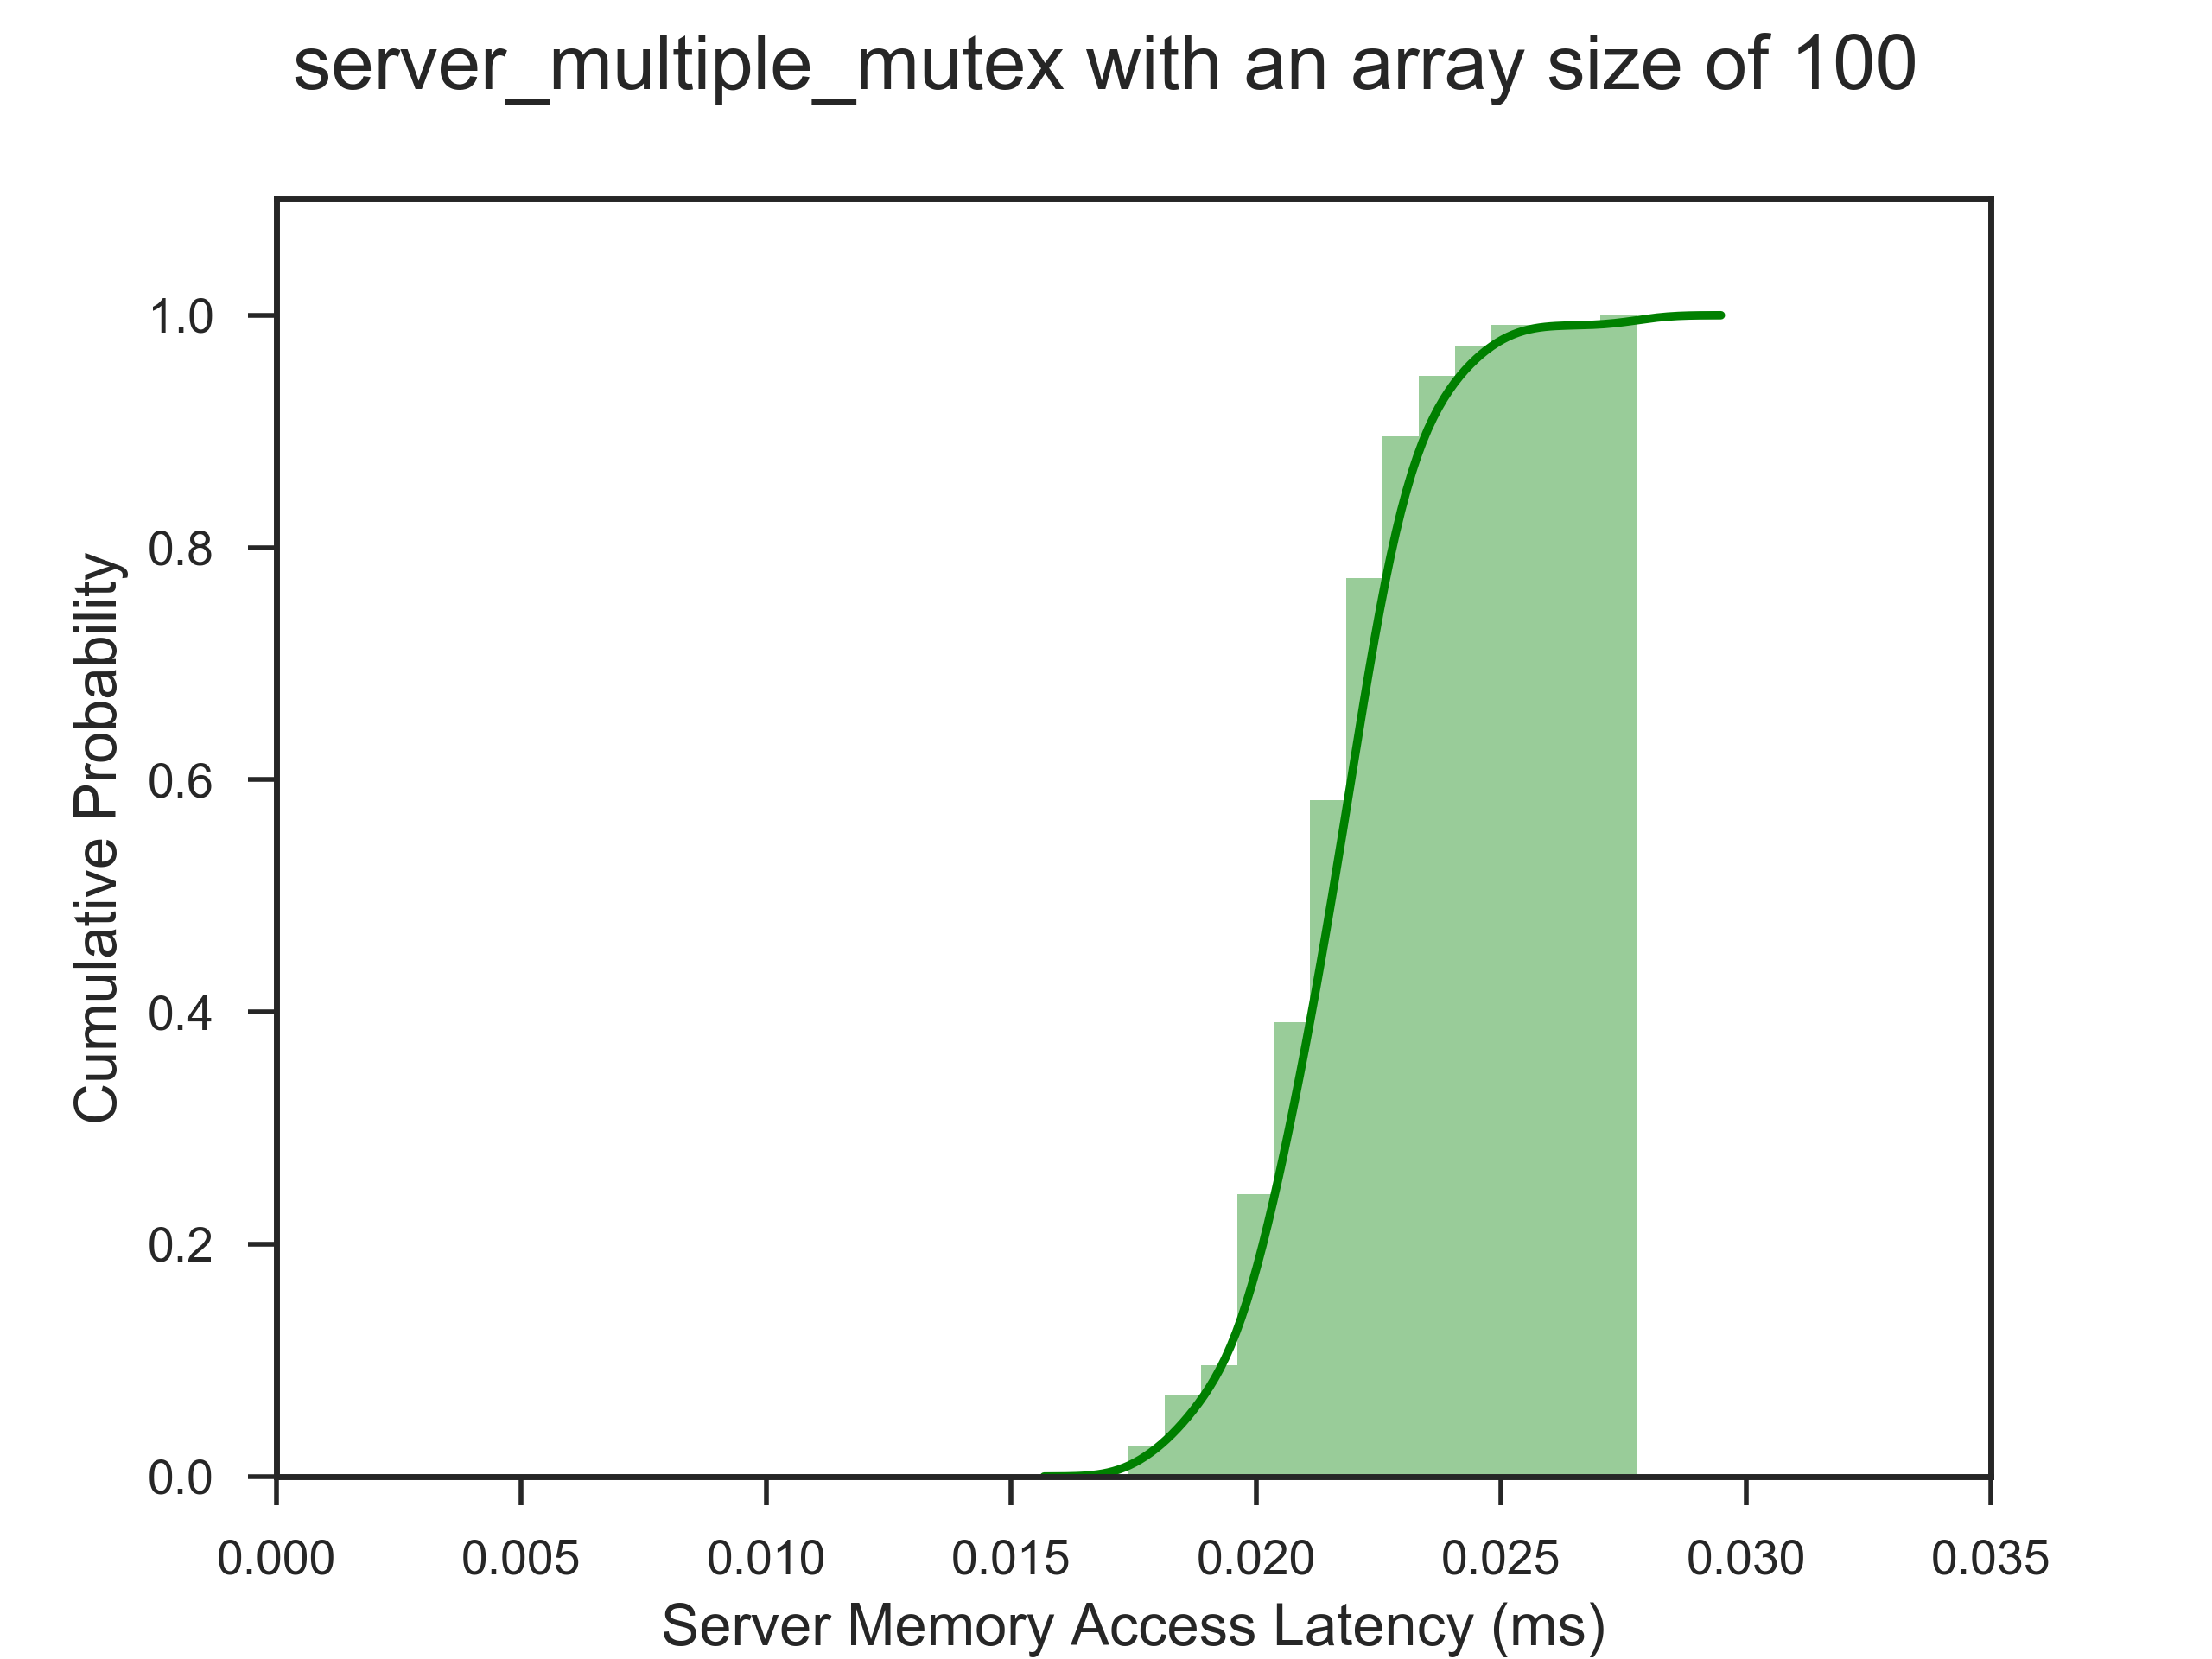 server_multiple_mutex with an array size of 100
Cumulative Probability
1.0
0.8
0.6
0.4
0.2
0.0
0.000 0.005 0.010 0.015 0.020 0.025 0.030 0.035
Server Memory Access Latency (ms)